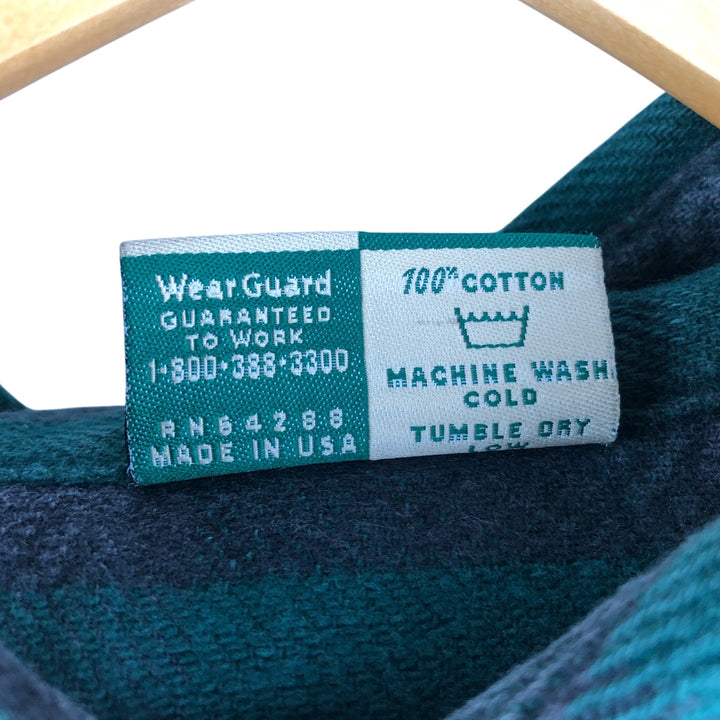 WearGuard
GUARANTEED
TO WORK
1-800-388-3300
RN64288
MADE IN USA
100% COTTON
MACHINE WASH
COLD
TUMBLE DRY
LOW